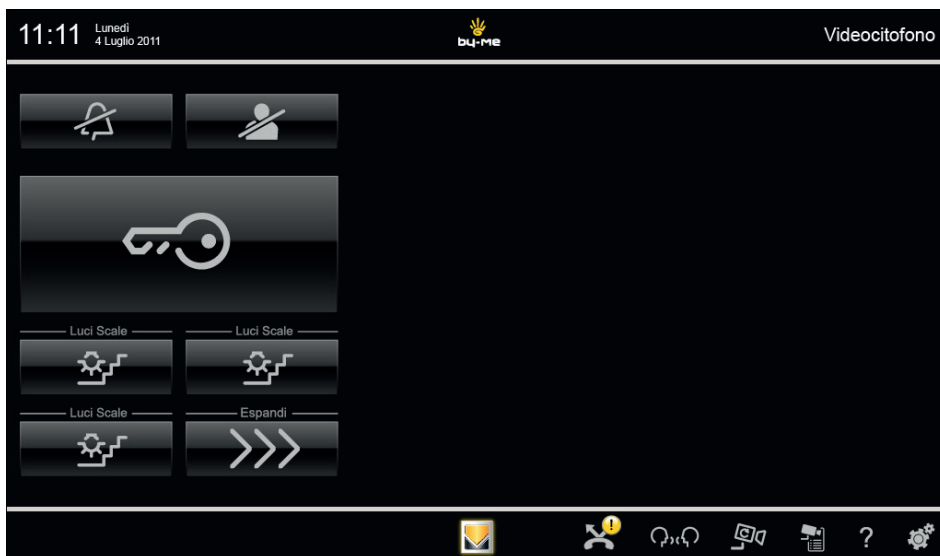 11:11
Lunedì
4 Luglio 2011
by-me
Videocitofono
Luci Scale
Luci Scale
Luci Scale
Espandi
C
?